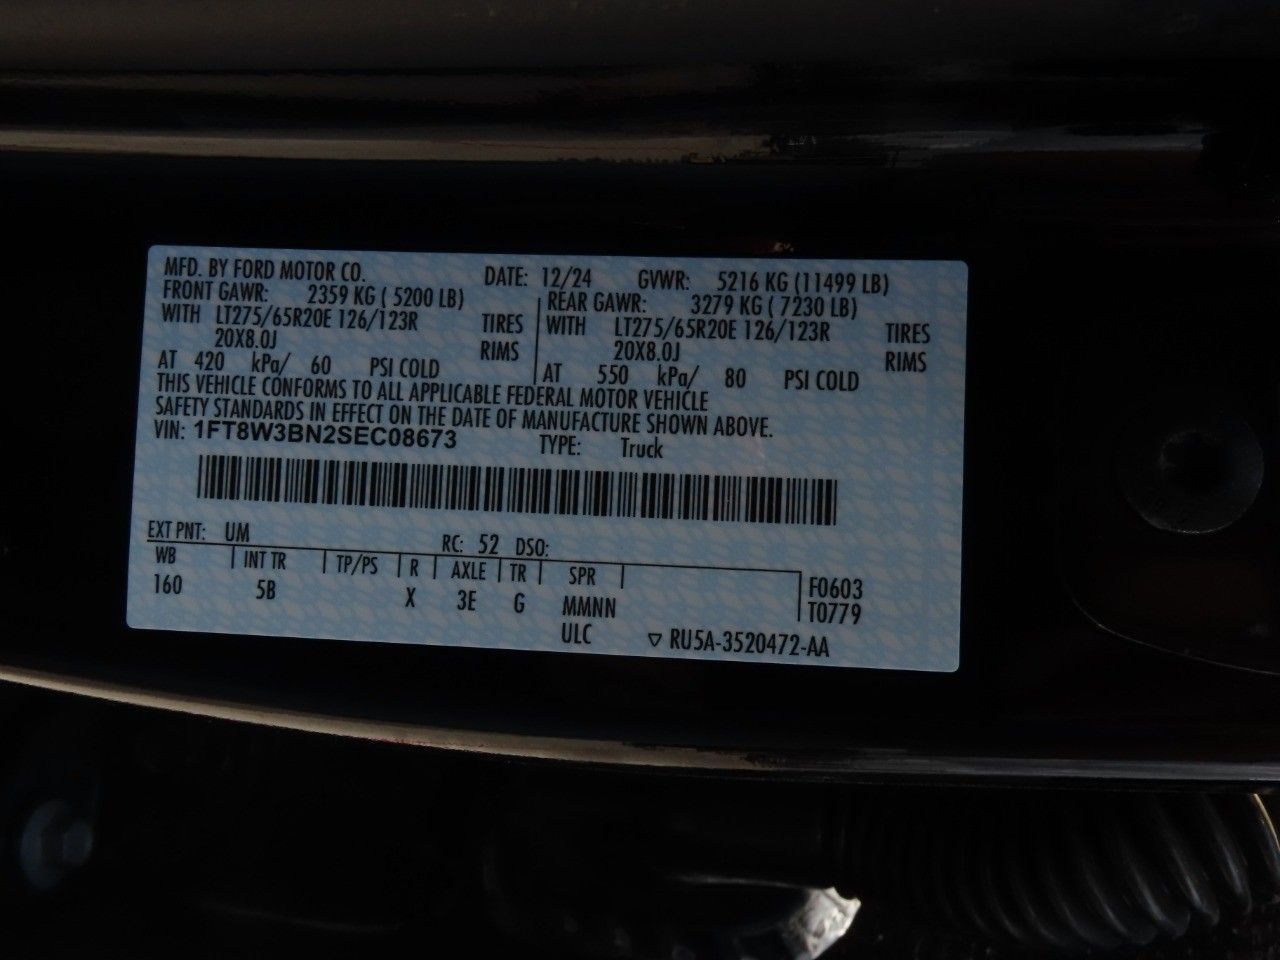 MFD. BY FORD MOTOR CO. DATE: 12/24 GVWR: 5216 KG (11499 LB)
FRONT GAWR: 2359 KG ( 5200 LB) REAR GAWR: 3279 KG ( 7230 LB)
WITH LT275/65R20E 126/123R TIRES WITH LT275/65R20E 126/123R TIRES
20X8.0J RIMS 20X8.0J RIMS
AT 420 kPa/ 60 PSI COLD AT 550 kPa/ 80 PSI COLD
THIS VEHICLE CONFORMS TO ALL APPLICABLE FEDERAL MOTOR VEHICLE
SAFETY STANDARDS IN EFFECT ON THE DATE OF MANUFACTURE SHOWN ABOVE.
VIN: 1FT8W3BN2SEC08673 TYPE: Truck
EXT PNT: UM RC: 52 DSO:
WB INT TR TP/PS R AXLE TR SPR F0603
160 5B X 3E G MMNN T0779
ULC ▽ RU5A-3520472-AA